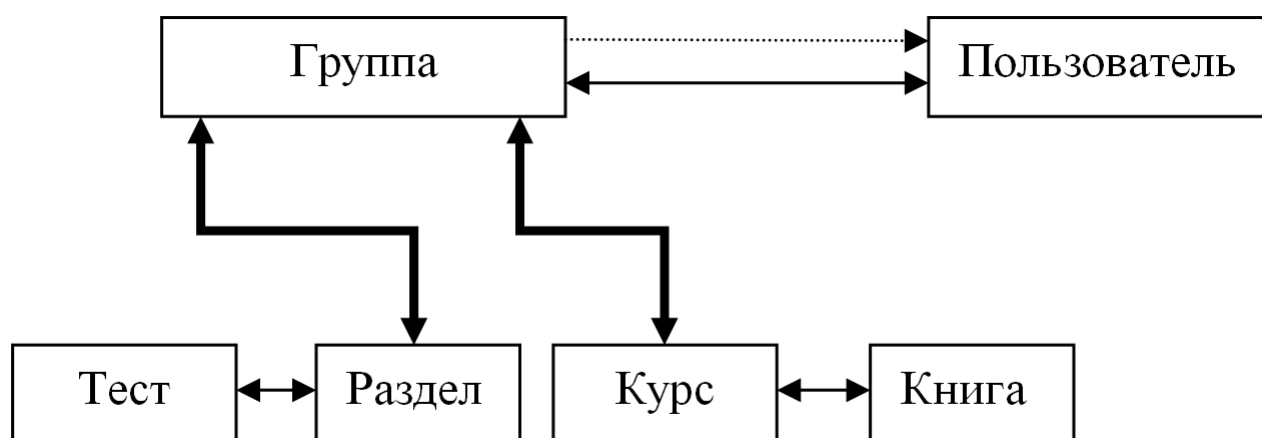 Группа
Пользователь
Тест
Раздел
Курс
Книга